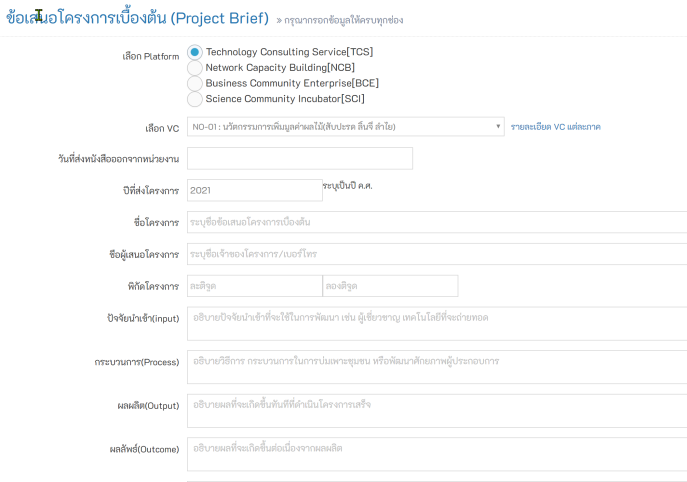 ข้อเสนอโครงการเบื้องต้น (Project Brief) » กรุณากรอกข้อมูลให้ครบทุกช่อง
เลือก Platform Technology Consulting Service[TCS]
Network Capacity Building[NCB]
Business Community Enterprise[BCE]
Science Community Incubator[SCI]
เลือก VC NO-01 : นวัตกรรมการเพิ่มมูลค่าผลไม้(สับปะรด ลิ้นจี่ ลำไย) รายละเอียด VC แต่ละภาค
วันที่ส่งหนังสือออกจากหน่วยงาน
ปีที่ส่งโครงการ 2021 ระบุเป็นปี ค.ศ.
ชื่อโครงการ ระบุชื่อข้อเสนอโครงการเบื้องต้น
ชื่อผู้เสนอโครงการ ระบุชื่อเจ้าของโครงการ/เบอร์โทร
พิกัดโครงการ ละติจูด ลองติจูด
ปัจจัยนำเข้า(input) อธิบายปัจจัยนำเข้าที่จะใช้ในการพัฒนา เช่น ผู้เชี่ยวชาญ เทคโนโลยีที่จะถ่ายทอด
กระบวนการ(Process) อธิบายวิธีการ กระบวนการในการบ่มเพาะชุมชน หรือพัฒนาศักยภาพผู้ประกอบการ
ผลผลิต(Output) อธิบายผลที่จะเกิดขึ้นทันทีที่ดำเนินโครงการเสร็จ
ผลลัพธ์(Outcome) อธิบายผลที่จะเกิดขึ้นต่อเนื่องจากผลผลิต